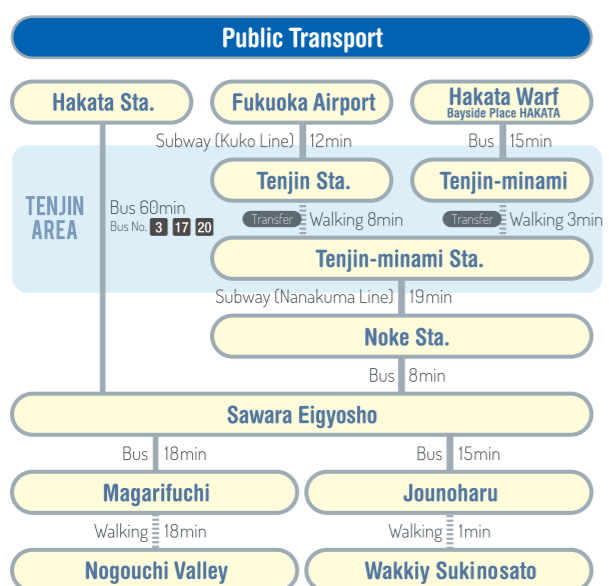 Public Transport
Hakata Sta.
Fukuoka Airport
Hakata Warf
Bayside Place HAKATA
Subway (Kuko Line) 12min
Bus 15min
TENJIN
AREA
Tenjin Sta.
Tenjin-minami
Bus 60min
Bus No. 3 17 20
Transfer Walking 8min
Transfer Walking 3min
Tenjin-minami Sta.
Subway (Nanakuma Line) 19min
Noke Sta.
Bus 8min
Sawara Eigyosho
Bus 18min
Bus 15min
Magarifuchi
Jounoharu
Walking 18min
Walking 1min
Nogouchi Valley
Wakkiy Sukinosato